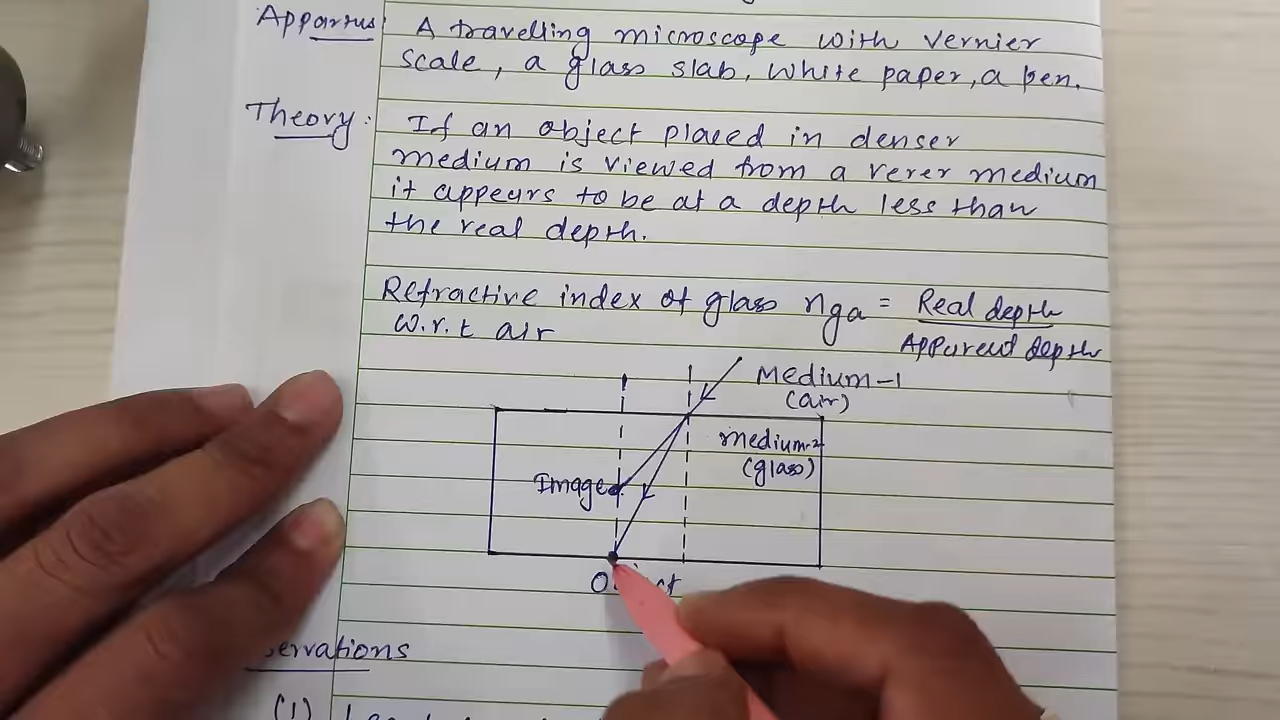 Apparatus: A travelling microscope with vernier
scale, a glass slab, white paper, a pen.
Theory: If an object placed in denser
medium is viewed from a rerer medium
it appears to be at a depth less than
the real depth.
Refractive index of glass nga = Real depth
w.r.t air Apparent depth
Medium-1
(air)
medium-2
(glass)
Image
Object
servations
(1)